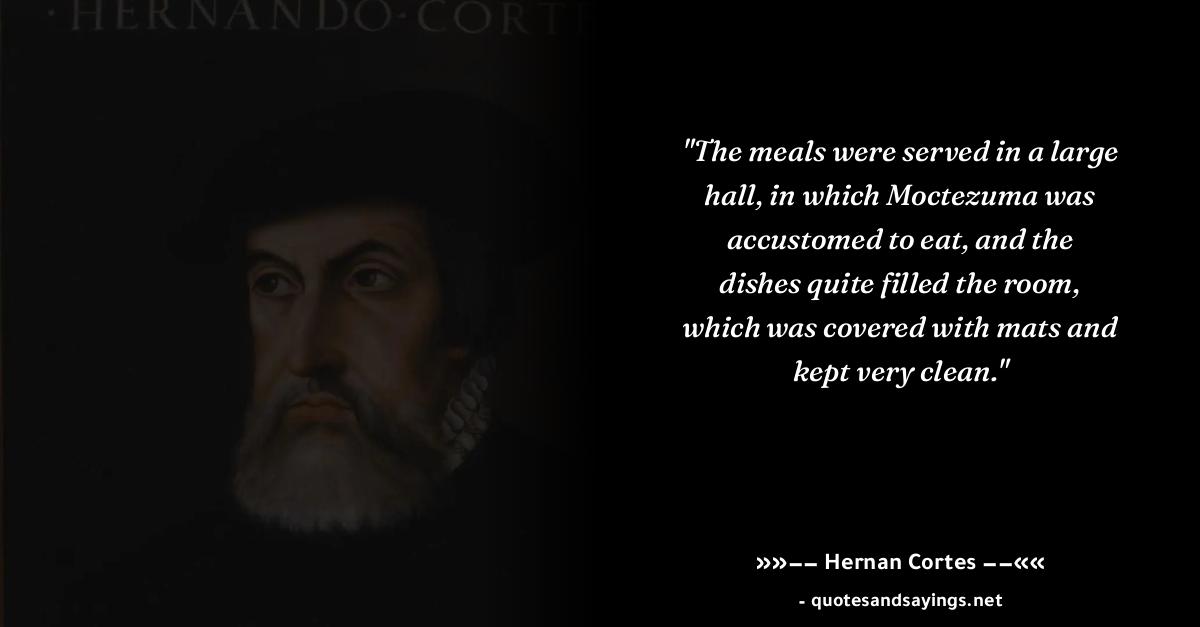 · HERNANDO · CORTE
"The meals were served in a large
hall, in which Moctezuma was
accustomed to eat, and the
dishes quite filled the room,
which was covered with mats and
kept very clean."
»»–– Hernan Cortes ––««
- quotesandsayings.net